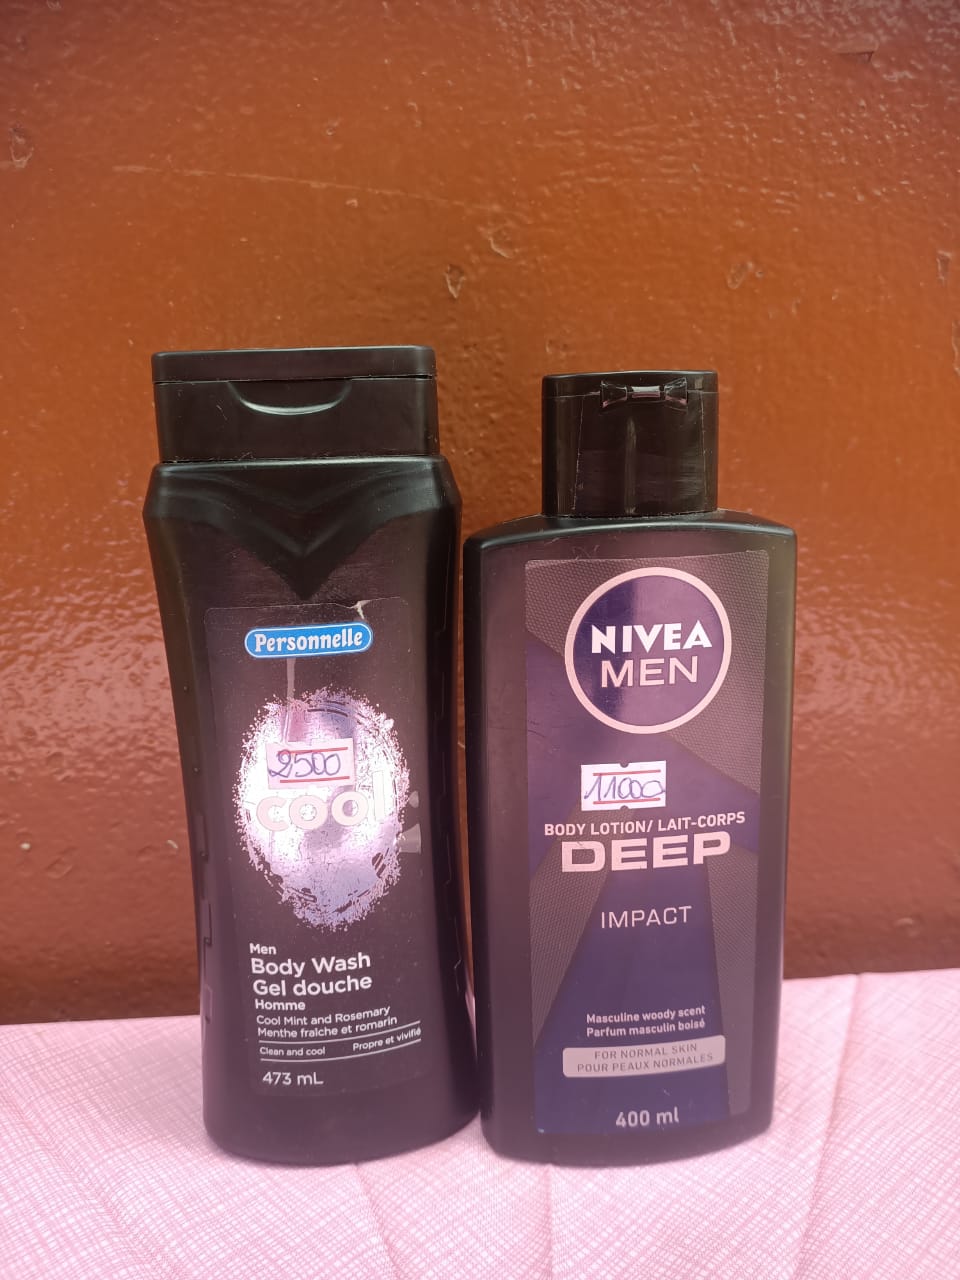 Personnelle
2500
cool
Men
Body Wash
Gel douche
Homme
Cool Mint and Rosemary
Menthe fraîche et romarin
Clean and cool Propre et vivifié
473 mL
NIVEA
MEN
11000
BODY LOTION/ LAIT-CORPS
DEEP
IMPACT
Masculine woody scent
Parfum masculin boisé
FOR NORMAL SKIN
POUR PEAUX NORMALES
400 ml